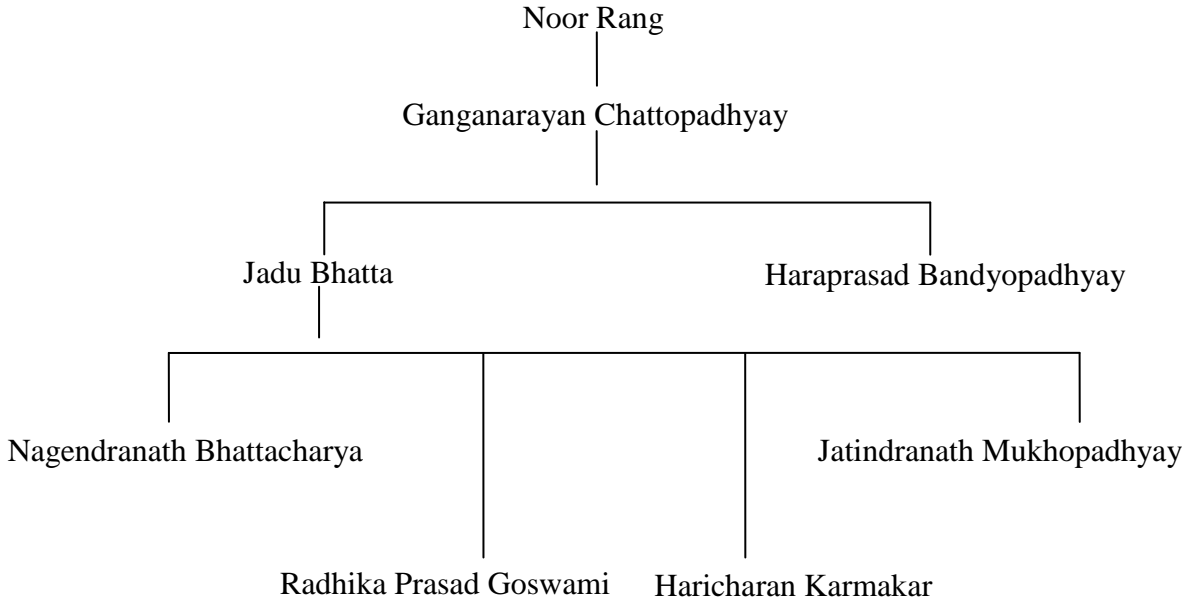 Noor Rang
Ganganarayan Chattopadhyay
Jadu Bhatta
Haraprasad Bandyopadhyay
Nagendranath Bhattacharya
Jatindranath Mukhopadhyay
Radhika Prasad Goswami
Haricharan Karmakar